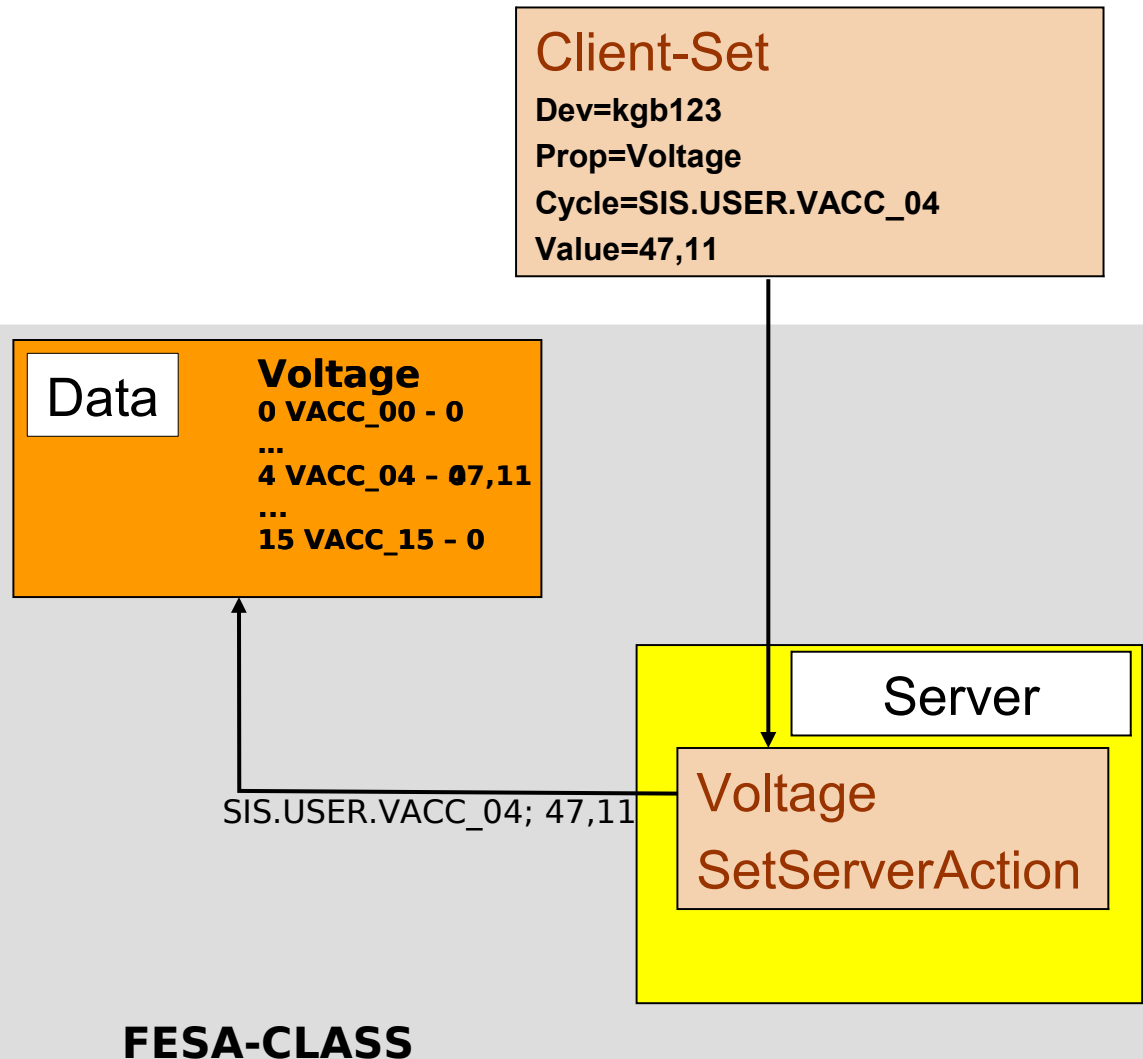 Client-Set
Dev=kgb123
Prop=Voltage
Cycle=SIS.USER.VACC_04
Value=47,11
Data
Voltage
0 VACC_00 - 0
...
4 VACC_04 – 47,11
...
15 VACC_15 – 0
Server
Voltage
SetServerAction
SIS.USER.VACC_04; 47,11
FESA-CLASS